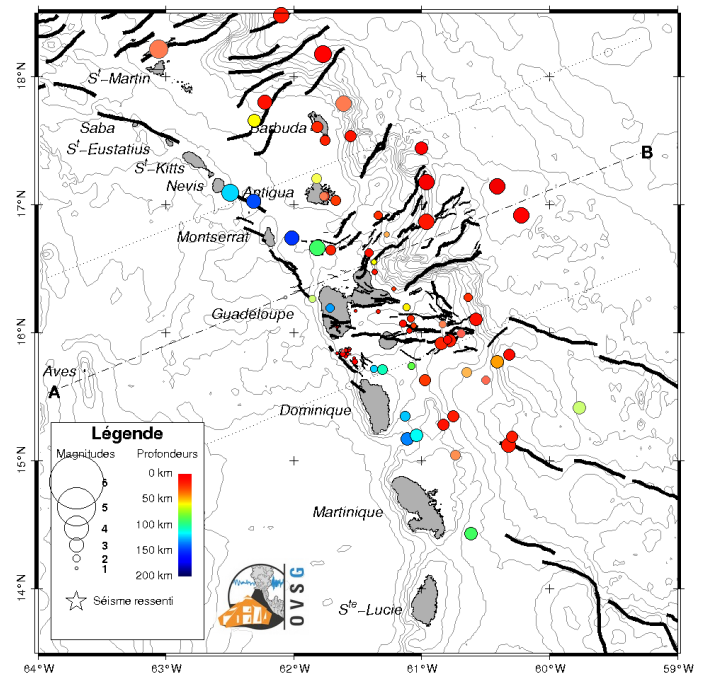 18°N
17°N
16°N
15°N
14°N
64°W
63°W
62°W
61°W
60°W
59°W
Sᵗ–Martin
Saba
Sᵗ–Eustatius
Sᵗ–Kitts
Nevis
Barbuda
Antigua
Montserrat
Guadeloupe
Aves
Dominique
Martinique
Sᵗᵉ–Lucie
A
B
Légende
Magnitudes
Profondeurs
6
5
4
3
2
1
0 km
50 km
100 km
150 km
200 km
Séisme ressenti
OVSG